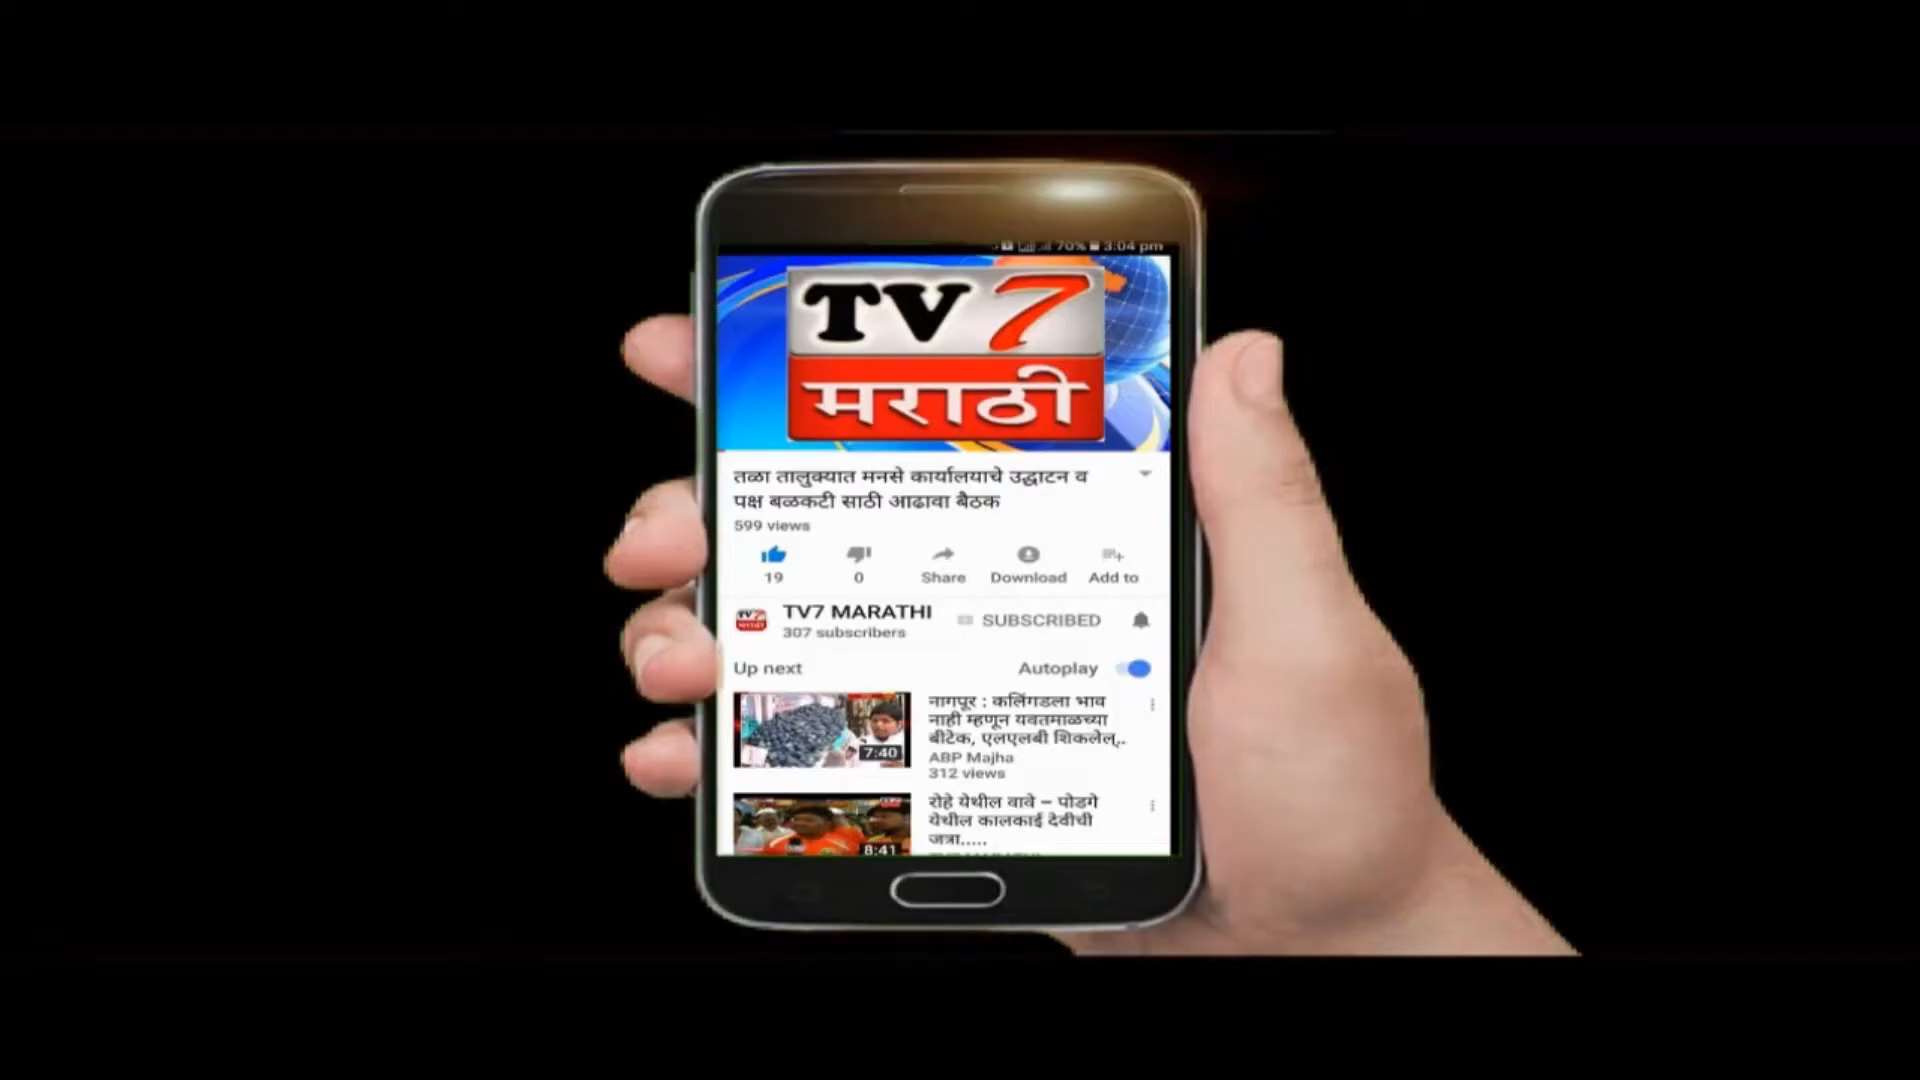 70% 3:04 pm
TV 7
मराठी
तळा तालुक्यात मनसे कार्यालयाचे उद्घाटन व
पक्ष बळकटी साठी आढावा बैठक
599 views
19
0
Share
Download
Add to
TV7 MARATHI
307 subscribers
SUBSCRIBED
Up next
Autoplay
नागपूर : कलिंगडला भाव
नाही म्हणून यवतमाळच्या
बीटेक, एलएलबी शिकलेल्..
ABP Majha
312 views
7:40
रोहे येथील वावे – पोडगे
येथील कालकाई देवीची
जत्रा.....
8:41